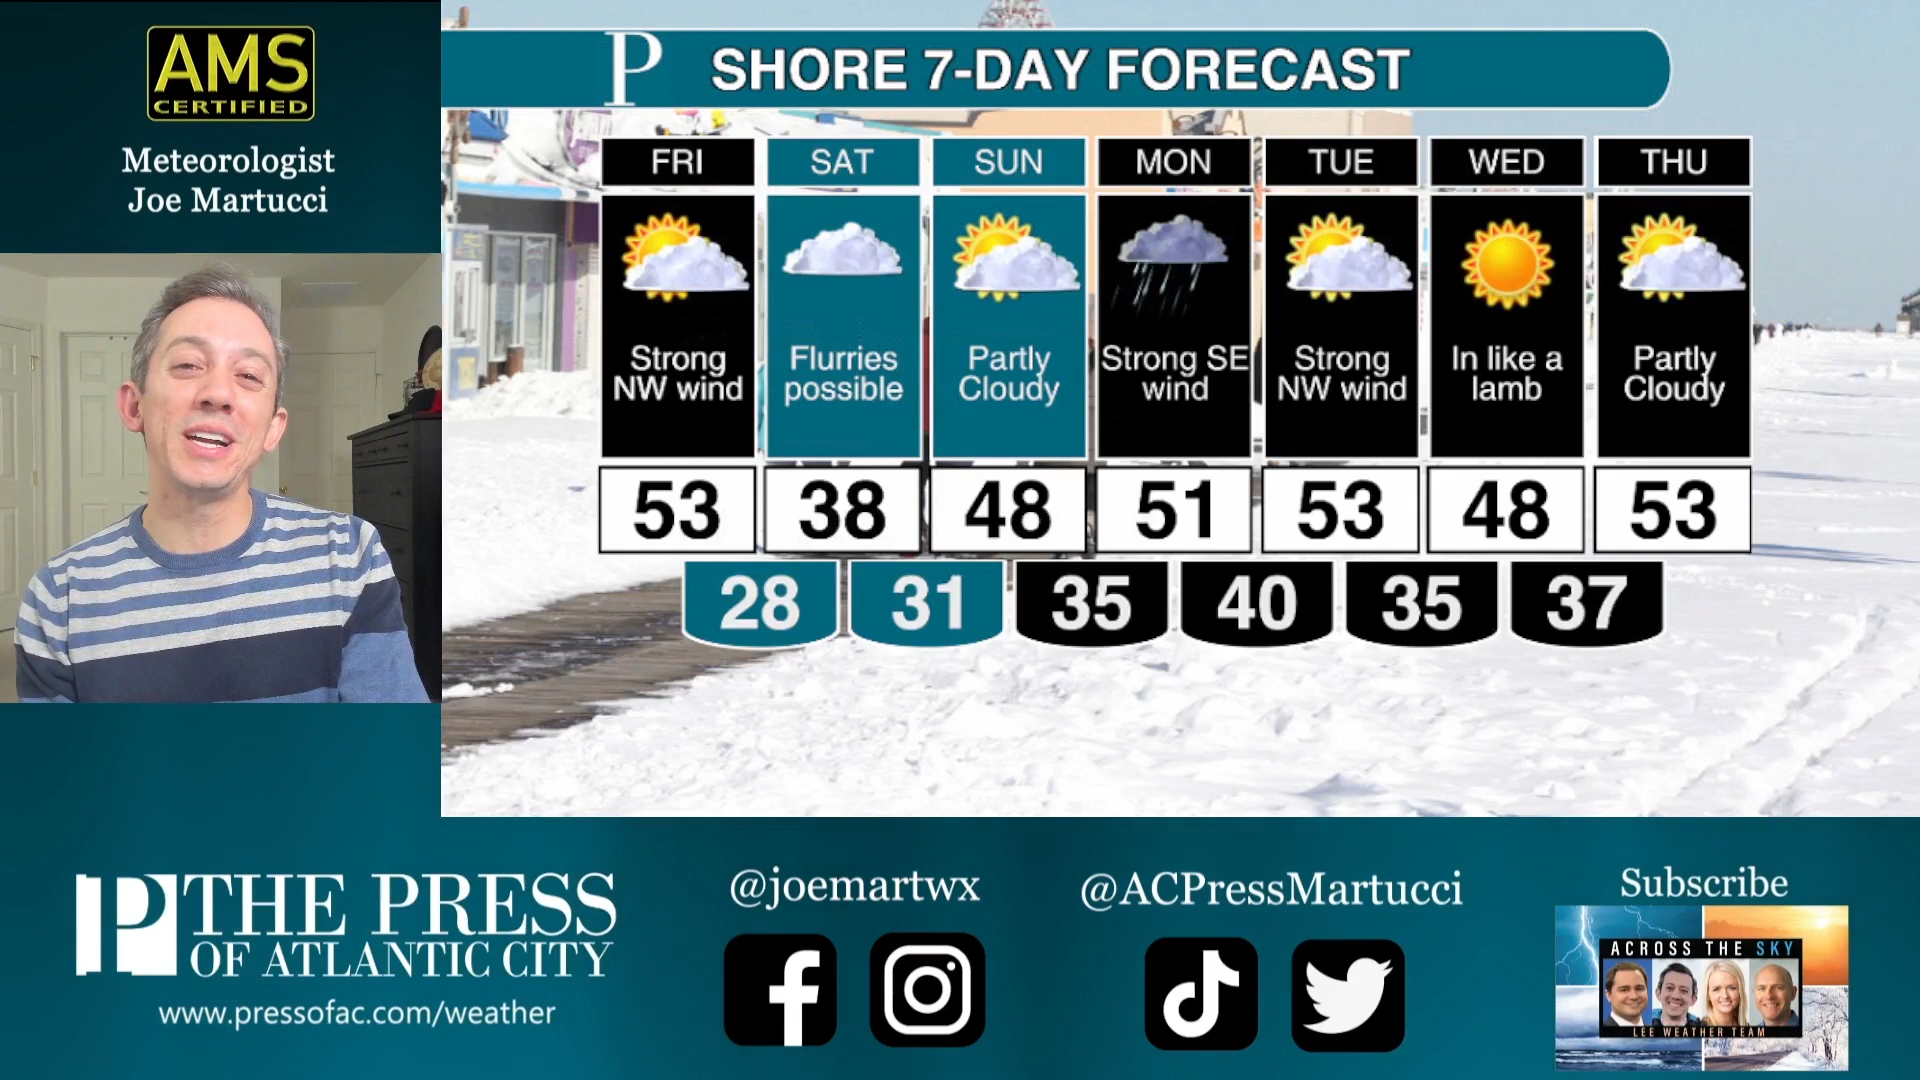 AMS
CERTIFIED
Meteorologist
Joe Martucci
P SHORE 7-DAY FORECAST
FRI SAT SUN MON TUE WED THU
Strong NW wind
Flurries possible
Partly Cloudy
Strong SE wind
Strong NW wind
In like a lamb
Partly Cloudy
53 38 48 51 53 48 53
28 31 35 40 35 37
P THE PRESS
OF ATLANTIC CITY
www.pressofac.com/weather
@joemartwx
@ACPressMartucci
Subscribe
ACROSS THE SKY
LEE WEATHER TEAM